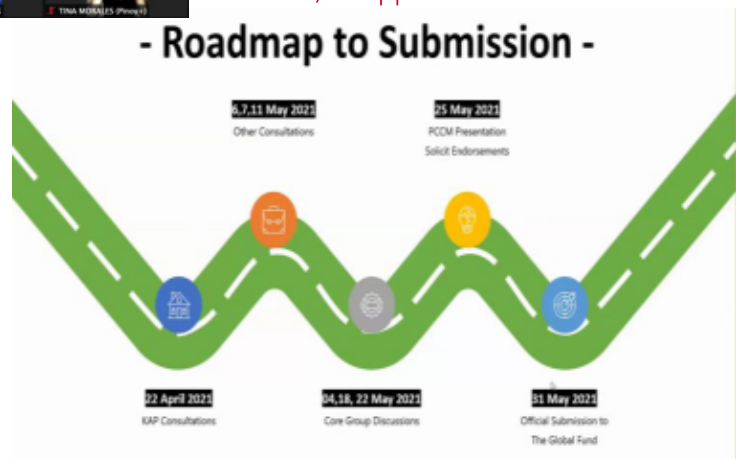 TINA MORALES (Pinoy+)
- Roadmap to Submission -
6,7,11 May 2021
Other Consultations
25 May 2021
PCCM Presentation
Solicit Endorsements
22 April 2021
KAP Consultations
04,18, 22 May 2021
Core Group Discussions
31 May 2021
Official Submission to
The Global Fund